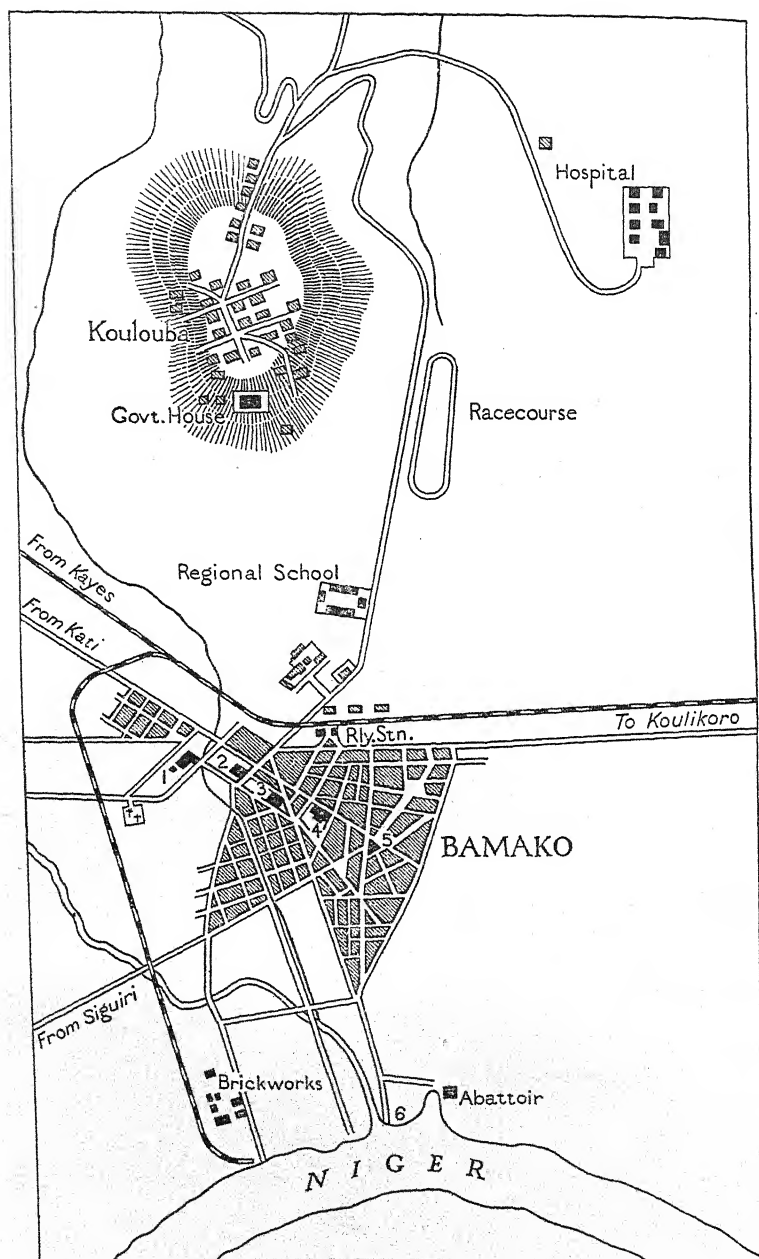 Hospital
Koulouba
Govt. House
Racecourse
From Kayes
Regional School
From Kati
To Koulikoro
Rly. Stn.
1
2
3
4
5
BAMAKO
From Siguiri
Brickworks
6
Abattoir
NIGER